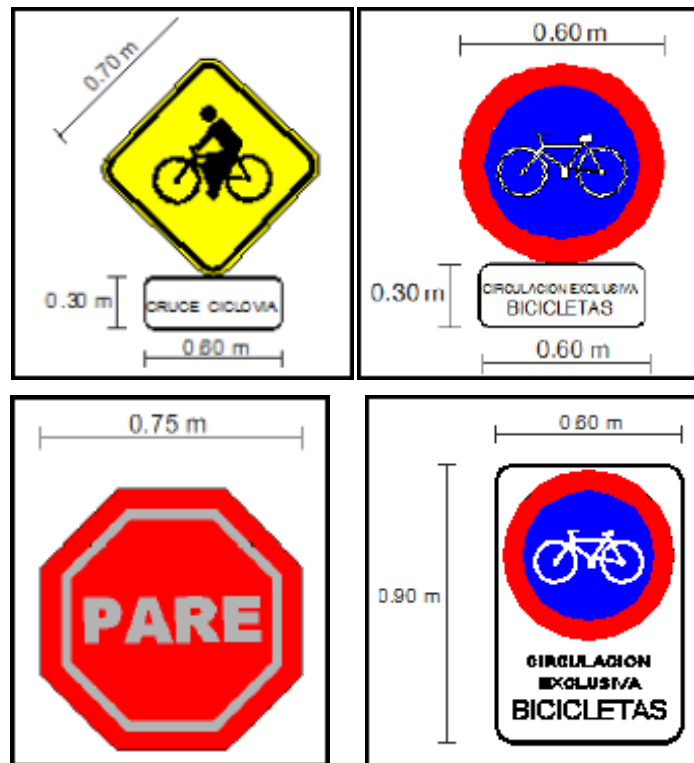 0.70 m
0.30 m
CRUCE CICLOVIA
0.60 m
0.60 m
0.30 m
CIRCULACION EXCLUSIVA
BICICLETAS
0.60 m
0.75 m
PARE
0.60 m
0.90 m
CIRCULACION
EXCLUSIVA
BICICLETAS